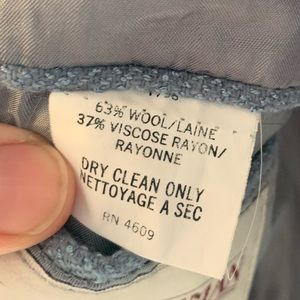 63% WOOL/LAINE
37% VISCOSE RAYON/
RAYONNE
DRY CLEAN ONLY
NETTOYAGE A SEC
RN 4609